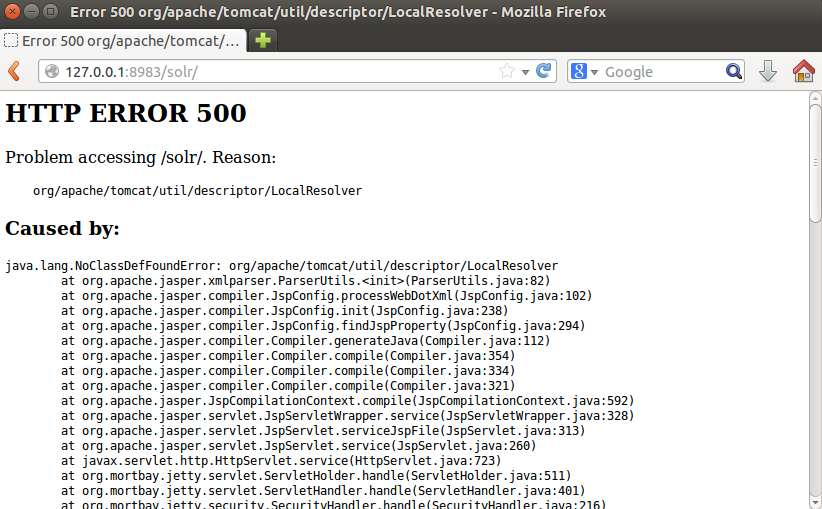 Error 500 org/apache/tomcat/util/descriptor/LocalResolver - Mozilla Firefox
Error 500 org/apache/tomcat/...
127.0.0.1:8983/solr/
Google
HTTP ERROR 500
Problem accessing /solr/. Reason:
org/apache/tomcat/util/descriptor/LocalResolver
Caused by:
java.lang.NoClassDefFoundError: org/apache/tomcat/util/descriptor/LocalResolver
at org.apache.jasper.xmlparser.ParserUtils.<init>(ParserUtils.java:82)
at org.apache.jasper.compiler.JspConfig.processWebDotXml(JspConfig.java:102)
at org.apache.jasper.compiler.JspConfig.init(JspConfig.java:238)
at org.apache.jasper.compiler.JspConfig.findJspProperty(JspConfig.java:294)
at org.apache.jasper.compiler.Compiler.generateJava(Compiler.java:112)
at org.apache.jasper.compiler.Compiler.compile(Compiler.java:354)
at org.apache.jasper.compiler.Compiler.compile(Compiler.java:334)
at org.apache.jasper.compiler.Compiler.compile(Compiler.java:321)
at org.apache.jasper.JspCompilationContext.compile(JspCompilationContext.java:592)
at org.apache.jasper.servlet.JspServletWrapper.service(JspServletWrapper.java:328)
at org.apache.jasper.servlet.JspServlet.serviceJspFile(JspServlet.java:313)
at org.apache.jasper.servlet.JspServlet.service(JspServlet.java:260)
at javax.servlet.http.HttpServlet.service(HttpServlet.java:723)
at org.mortbay.jetty.servlet.ServletHolder.handle(ServletHolder.java:511)
at org.mortbay.jetty.servlet.ServletHandler.handle(ServletHandler.java:401)
at org.mortbay.jetty.security.SecurityHandler.handle(SecurityHandler.java:216)